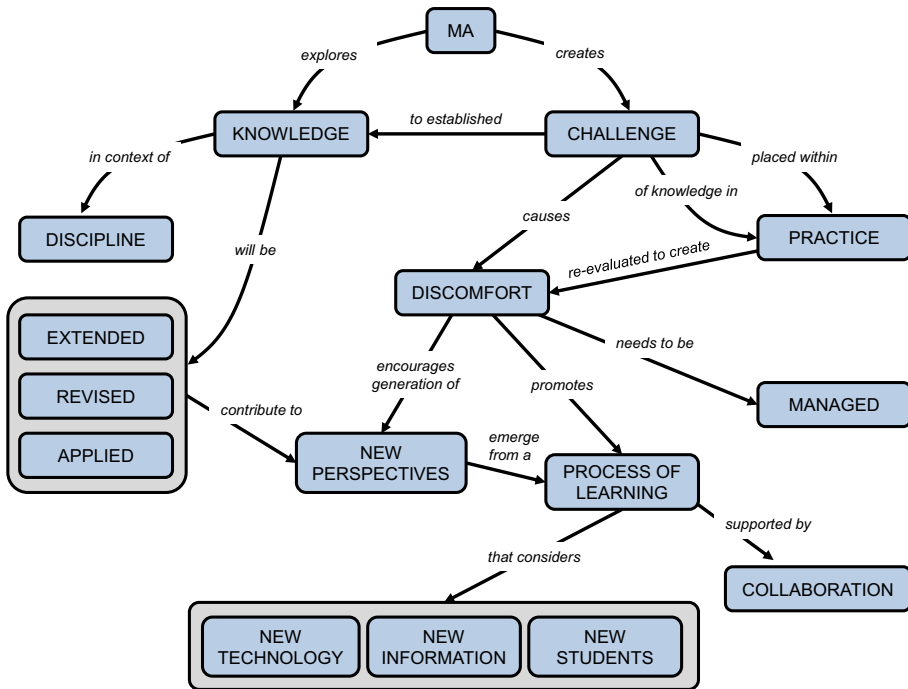 MA
explores
creates
KNOWLEDGE
to established
CHALLENGE
in context of
placed within
of knowledge in
DISCIPLINE
causes
PRACTICE
will be
re-evaluated to create
DISCOMFORT
EXTENDED
needs to be
encourages
generation of
REVISED
promotes
contribute to
MANAGED
APPLIED
NEW
PERSPECTIVES
emerge
from a
PROCESS OF
LEARNING
supported by
that considers
COLLABORATION
NEW
TECHNOLOGY
NEW
INFORMATION
NEW
STUDENTS